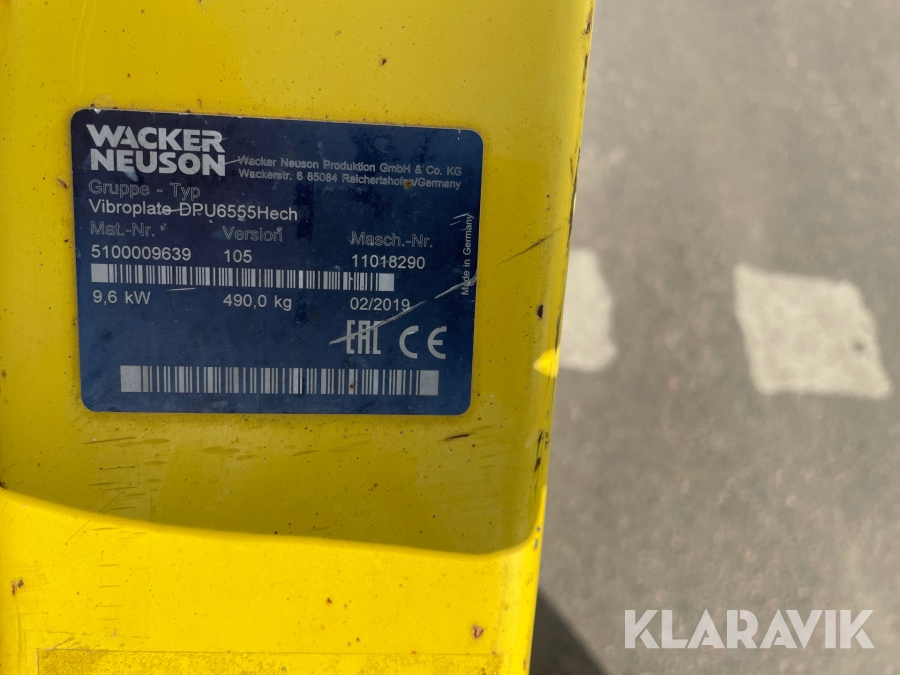 WACKER
NEUSON
Wacker Neuson Produktion GmbH & Co. KG
Wackerstr. 6 85084 Reichertshofen/Germany
Gruppe - Typ
Vibroplate DPU6555Hech
Mat.-Nr. Version Masch.-Nr.
5100009639 105 11018290
9,6 kW 490,0 kg 02/2019
Made in Germany
EAC CE
KLARAVIK